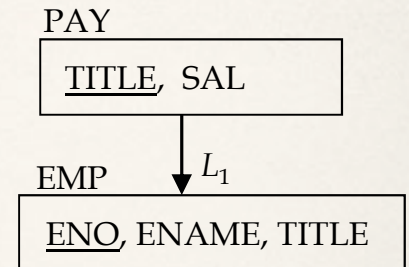 PAY
TITLE, SAL
L₁
EMP
ENO, ENAME, TITLE